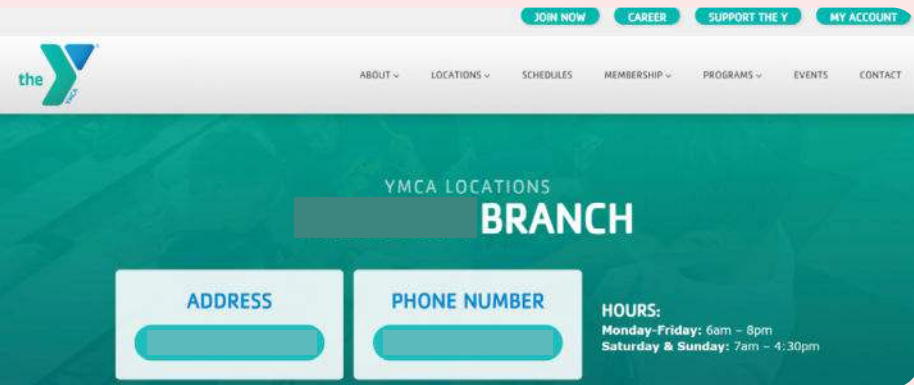 JOIN NOW CAREER SUPPORT THE Y MY ACCOUNT
the YMCA
ABOUT LOCATIONS SCHEDULES MEMBERSHIP PROGRAMS EVENTS CONTACT
YMCA LOCATIONS
BRANCH
ADDRESS
PHONE NUMBER
HOURS:
Monday-Friday: 6am – 8pm
Saturday & Sunday: 7am – 4:30pm